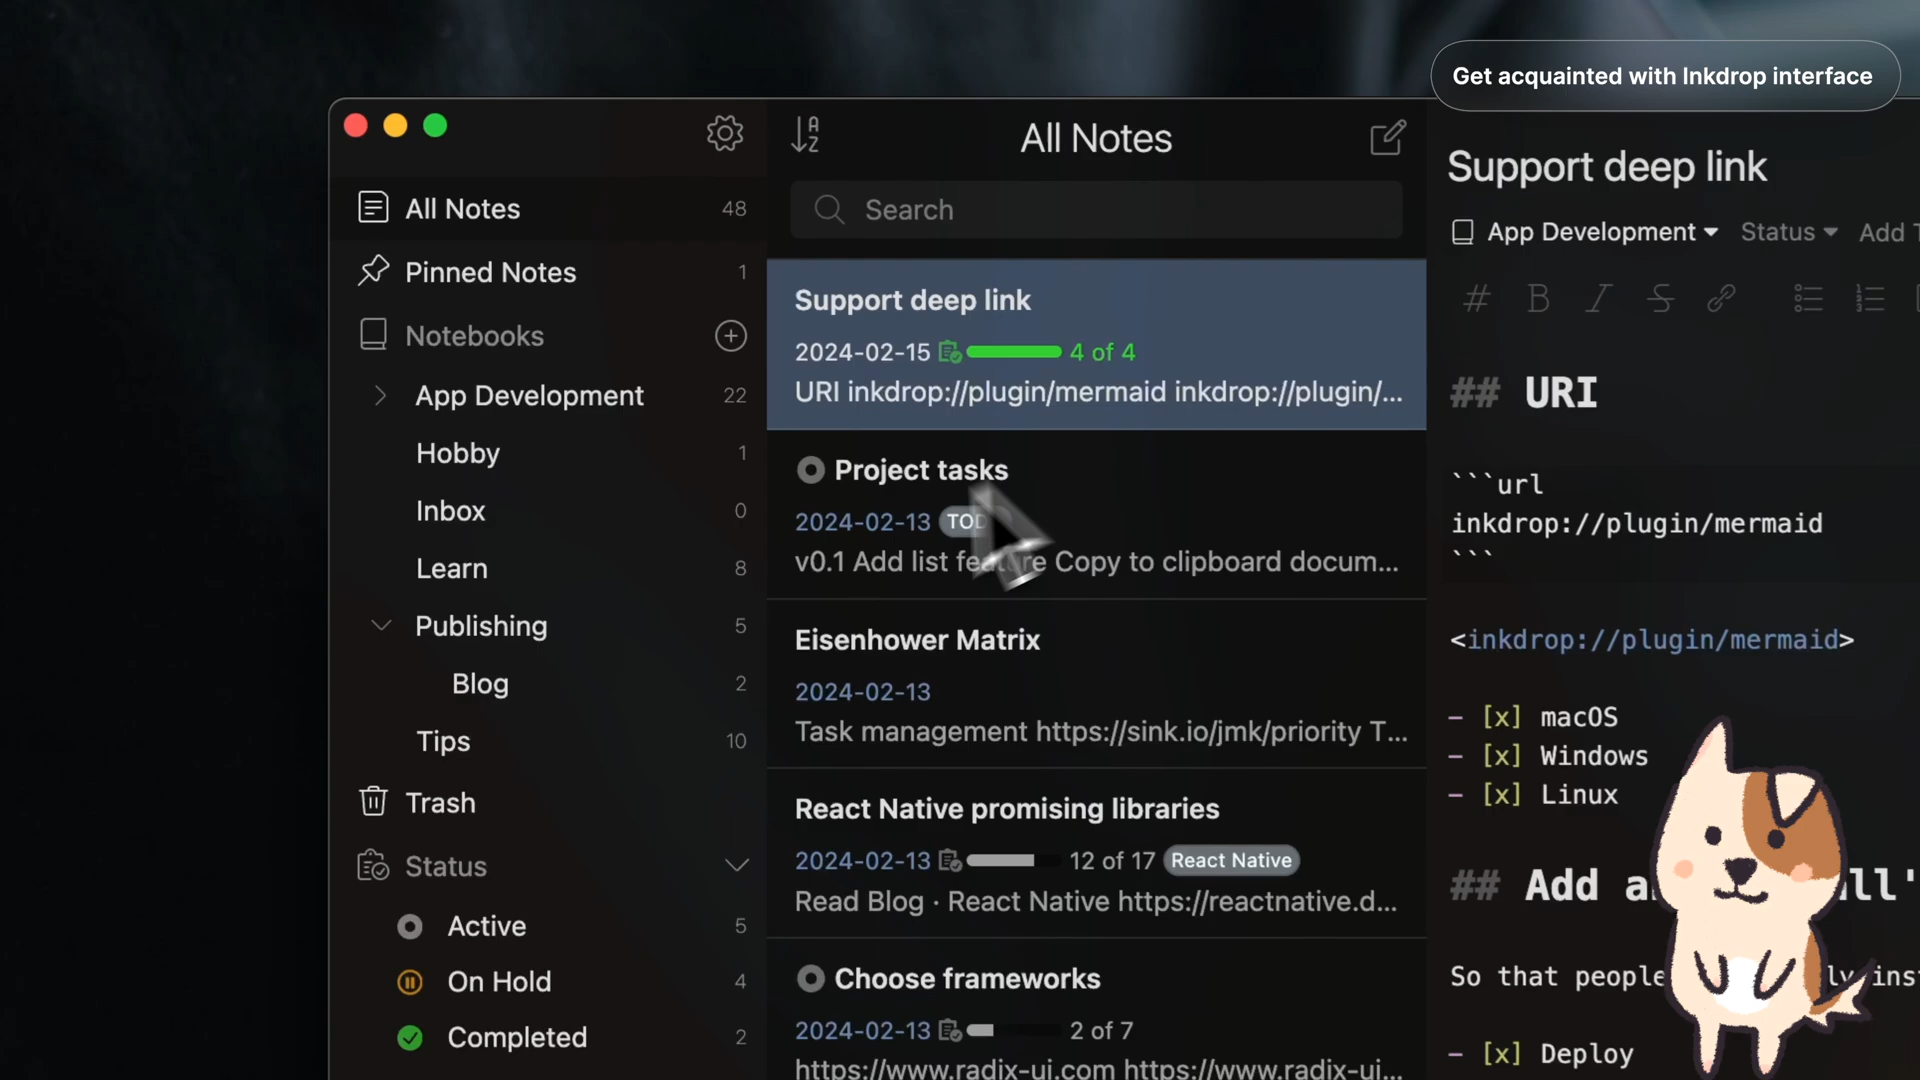 Get acquainted with Inkdrop interface
All Notes 48
Pinned Notes 1
Notebooks
App Development 22
Hobby 1
Inbox 0
Learn 8
Publishing 5
Blog 2
Tips 10
Trash
Status
Active 5
On Hold 4
Completed 2
All Notes
Search
Support deep link
2024-02-15 4 of 4
URI inkdrop://plugin/mermaid inkdrop://plugin/...
Project tasks
2024-02-13
v0.1 Add list feature Copy to clipboard docum...
Eisenhower Matrix
2024-02-13
Task management https://sink.io/jmk/priority T...
React Native promising libraries
2024-02-13 12 of 17 React Native
Read Blog · React Native https://reactnative.d...
Choose frameworks
2024-02-13 2 of 7
https://www.radix-ui.com https://www.radix-ui...
Support deep link
App Development Status Add
## URI
```url
inkdrop://plugin/mermaid
```
<inkdrop://plugin/mermaid>
- [x] macOS
- [x] Windows
- [x] Linux
## Add
So that people
- [x] Deploy